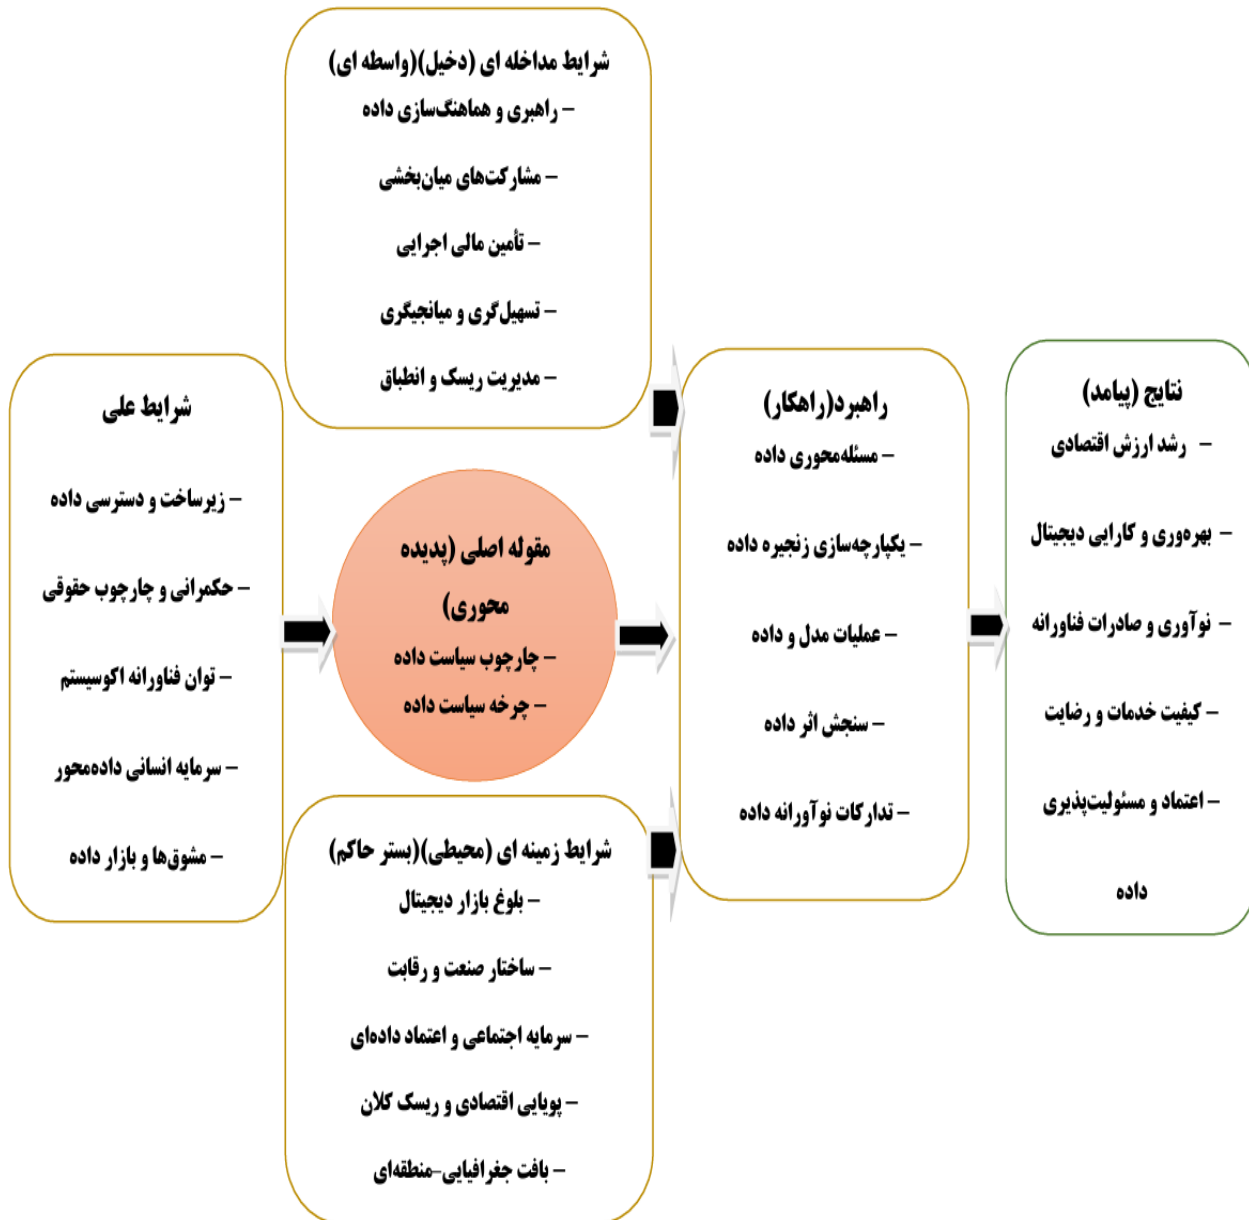 شرایط مداخله ای (دخیل)(واسطه ای)
– راهبری و هماهنگ‌سازی داده
– مشارکت‌های میان‌بخشی
– تأمین مالی اجرایی
– تسهیل‌گری و میانجیگری
– مدیریت ریسک و انطباق
شرایط علی
– زیرساخت و دسترسی داده
– حکمرانی و چارچوب حقوقی
– توان فناورانه اکوسیستم
– سرمایه انسانی داده‌محور
– مشوق‌ها و بازار داده
مقوله اصلی (پدیده
محوری)
– چارچوب سیاست داده
– چرخه سیاست داده
شرایط زمینه ای (محیطی)(بستر حاکم)
– بلوغ بازار دیجیتال
– ساختار صنعت و رقابت
– سرمایه اجتماعی و اعتماد داده‌ای
– پویایی اقتصادی و ریسک کلان
– بافت جغرافیایی–منطقه‌ای
راهبرد(راهکار)
– مسئله‌محوری داده
– یکپارچه‌سازی زنجیره داده
– عملیات مدل و داده
– سنجش اثر داده
– تدارکات نوآورانه داده
نتایج (پیامد)
– رشد ارزش اقتصادی
– بهره‌وری و کارایی دیجیتال
– نوآوری و صادرات فناورانه
– کیفیت خدمات و رضایت
– اعتماد و مسئولیت‌پذیری
داده